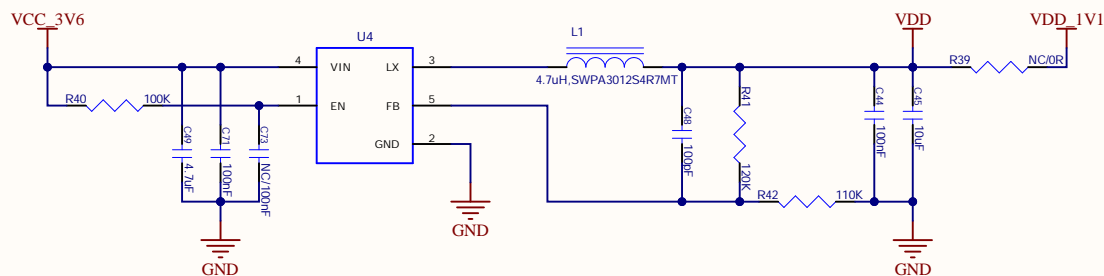 VCC_3V6
VDD
VDD_1V1
U4
L1
4
VIN
LX
3
4.7uH,SWPA3012S4R7MT
R39
NC/0R
R40
100K
1
EN
FB
5
GND
2
C49
4.7uF
C71
100nF
C73
NC/100nF
C48
100pF
R41
120K
C44
100nF
C45
10uF
R42
110K
GND
GND
GND